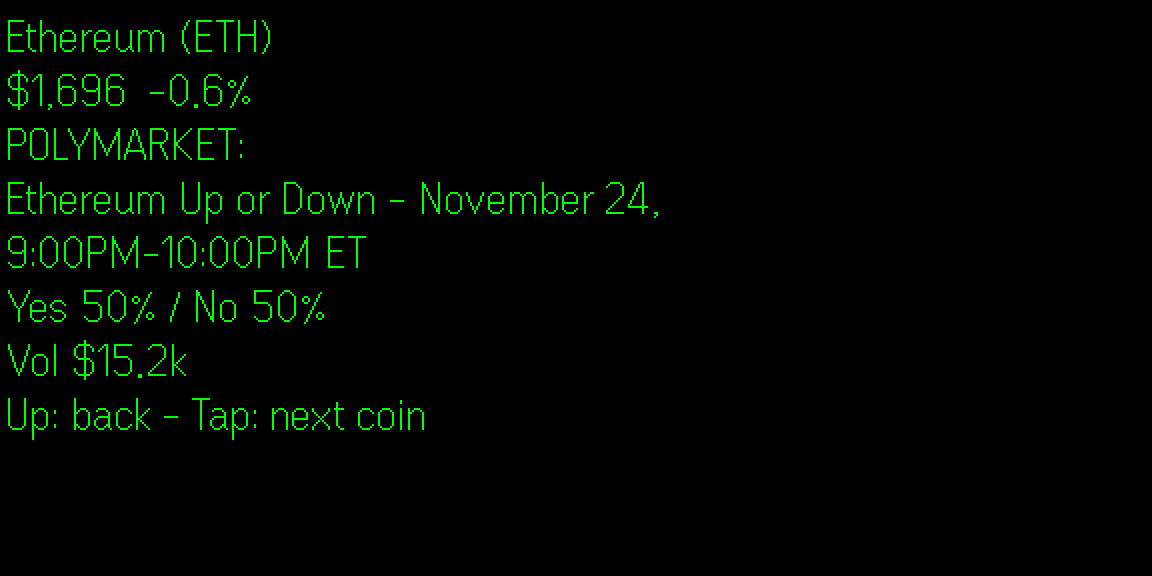 Ethereum (ETH)
$1,696 -0.6%
POLYMARKET:
Ethereum Up or Down - November 24,
9:00PM-10:00PM ET
Yes 50% / No 50%
Vol $15.2k
Up: back - Tap: next coin